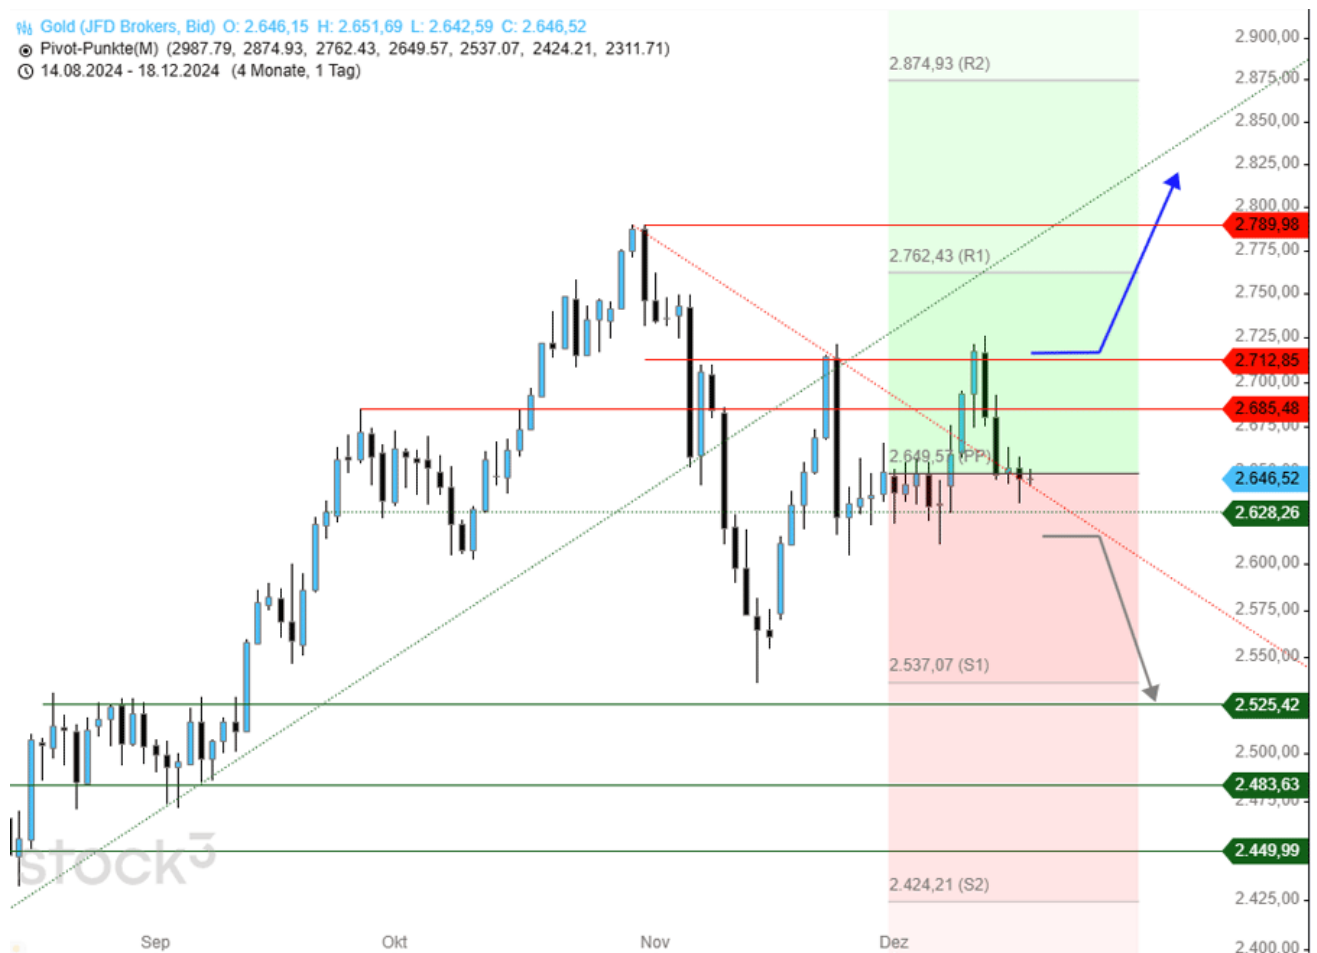 Gold (JFD Brokers, Bid) O: 2.646,15 H: 2.651,69 L: 2.642,59 C: 2.646,52
Pivot-Punkte(M) (2987.79, 2874.93, 2762.43, 2649.57, 2537.07, 2424.21, 2311.71)
14.08.2024 - 18.12.2024 (4 Monate, 1 Tag)
2.900,00
2.874,93 (R2)
2.875,00
2.850,00
2.825,00
2.800,00
2.789,98
2.775,00
2.762,43 (R1)
2.750,00
2.725,00
2.712,85
2.700,00
2.685,48
2.675,00
2.649,57 (PP)
2.646,52
2.628,26
2.600,00
2.575,00
2.550,00
2.537,07 (S1)
2.525,42
2.500,00
2.483,63
2.475,00
2.449,99
stock3
2.424,21 (S2)
2.425,00
Sep Okt Nov Dez
2.400,00